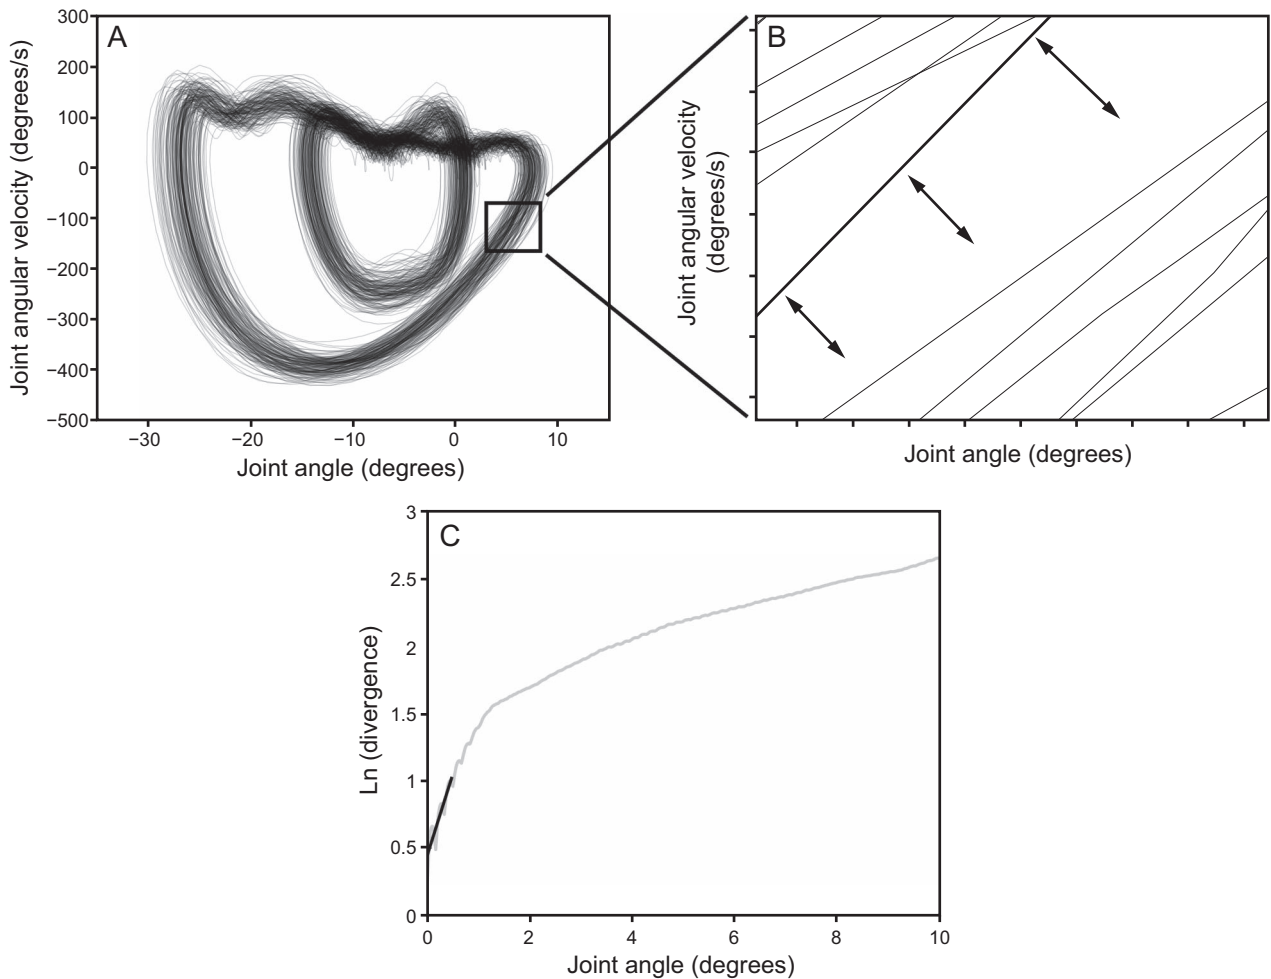 A
300
200
100
0
−100
−200
−300
−400
−500
−30
−20
−10
0
10
Joint angular velocity (degrees/s)
Joint angle (degrees)
B
Joint angular velocity
(degrees/s)
Joint angle (degrees)
C
3
2.5
2
1.5
1
0.5
0
0
2
4
6
8
10
Ln (divergence)
Joint angle (degrees)